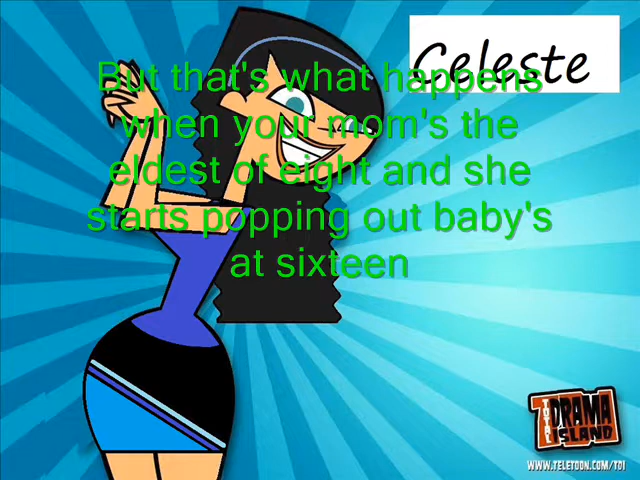 Celeste
But that's what happens
when your mom's the
eldest of eight and she
starts popping out baby's
at sixteen
TOTAL
DRAMA
ISLAND
WWW.TELETOON.COM/TDI